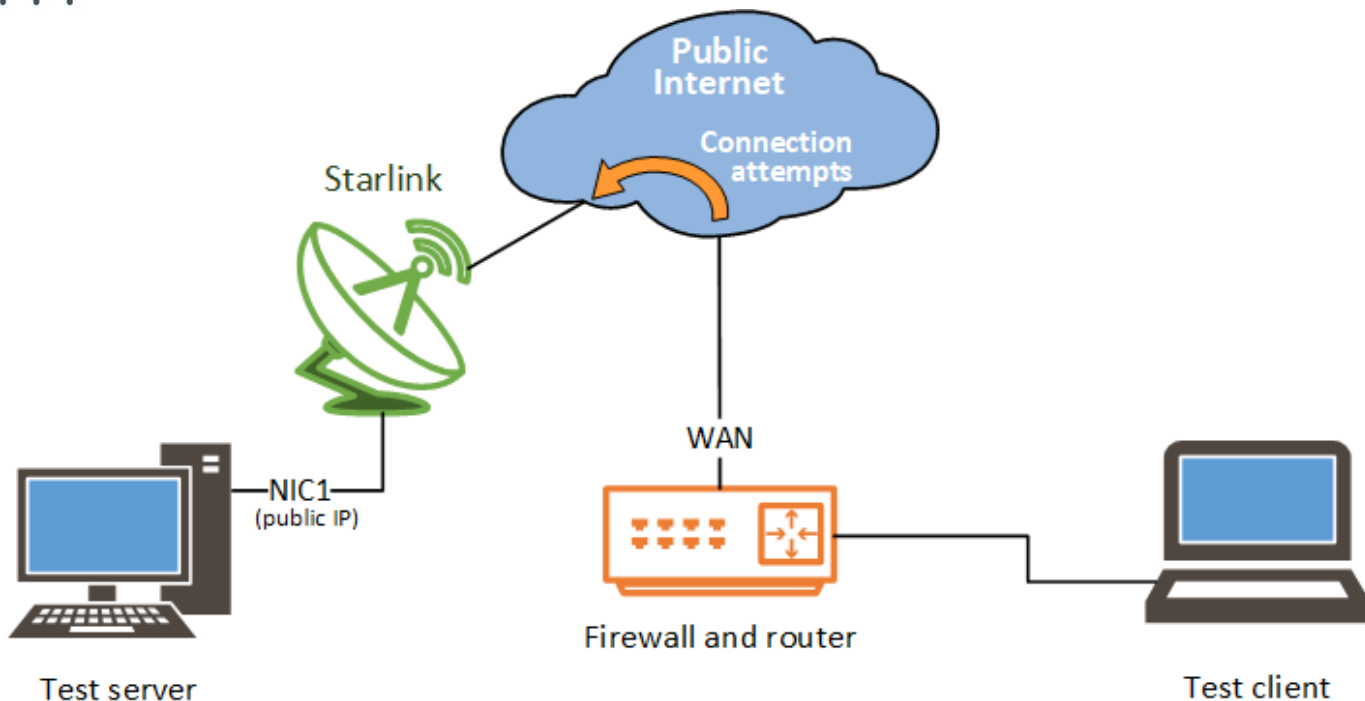 Public
Internet
Connection
attempts
Starlink
WAN
NIC1
(public IP)
Firewall and router
Test server
Test client